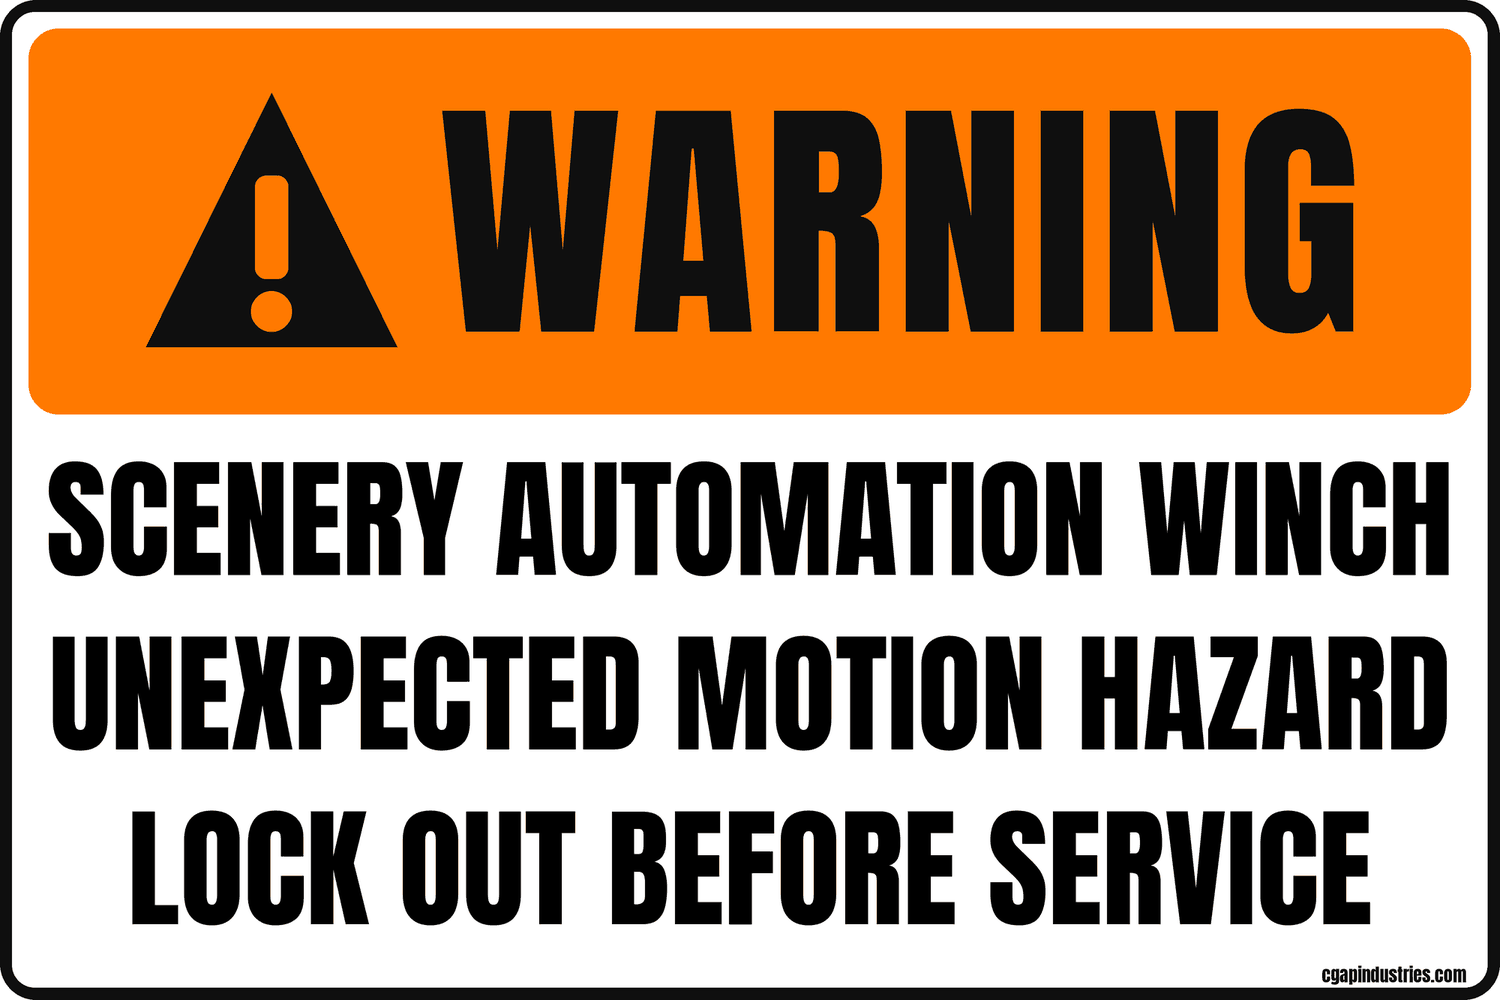 WARNING
SCENERY AUTOMATION WINCH
UNEXPECTED MOTION HAZARD
LOCK OUT BEFORE SERVICE
cgapindustries.com